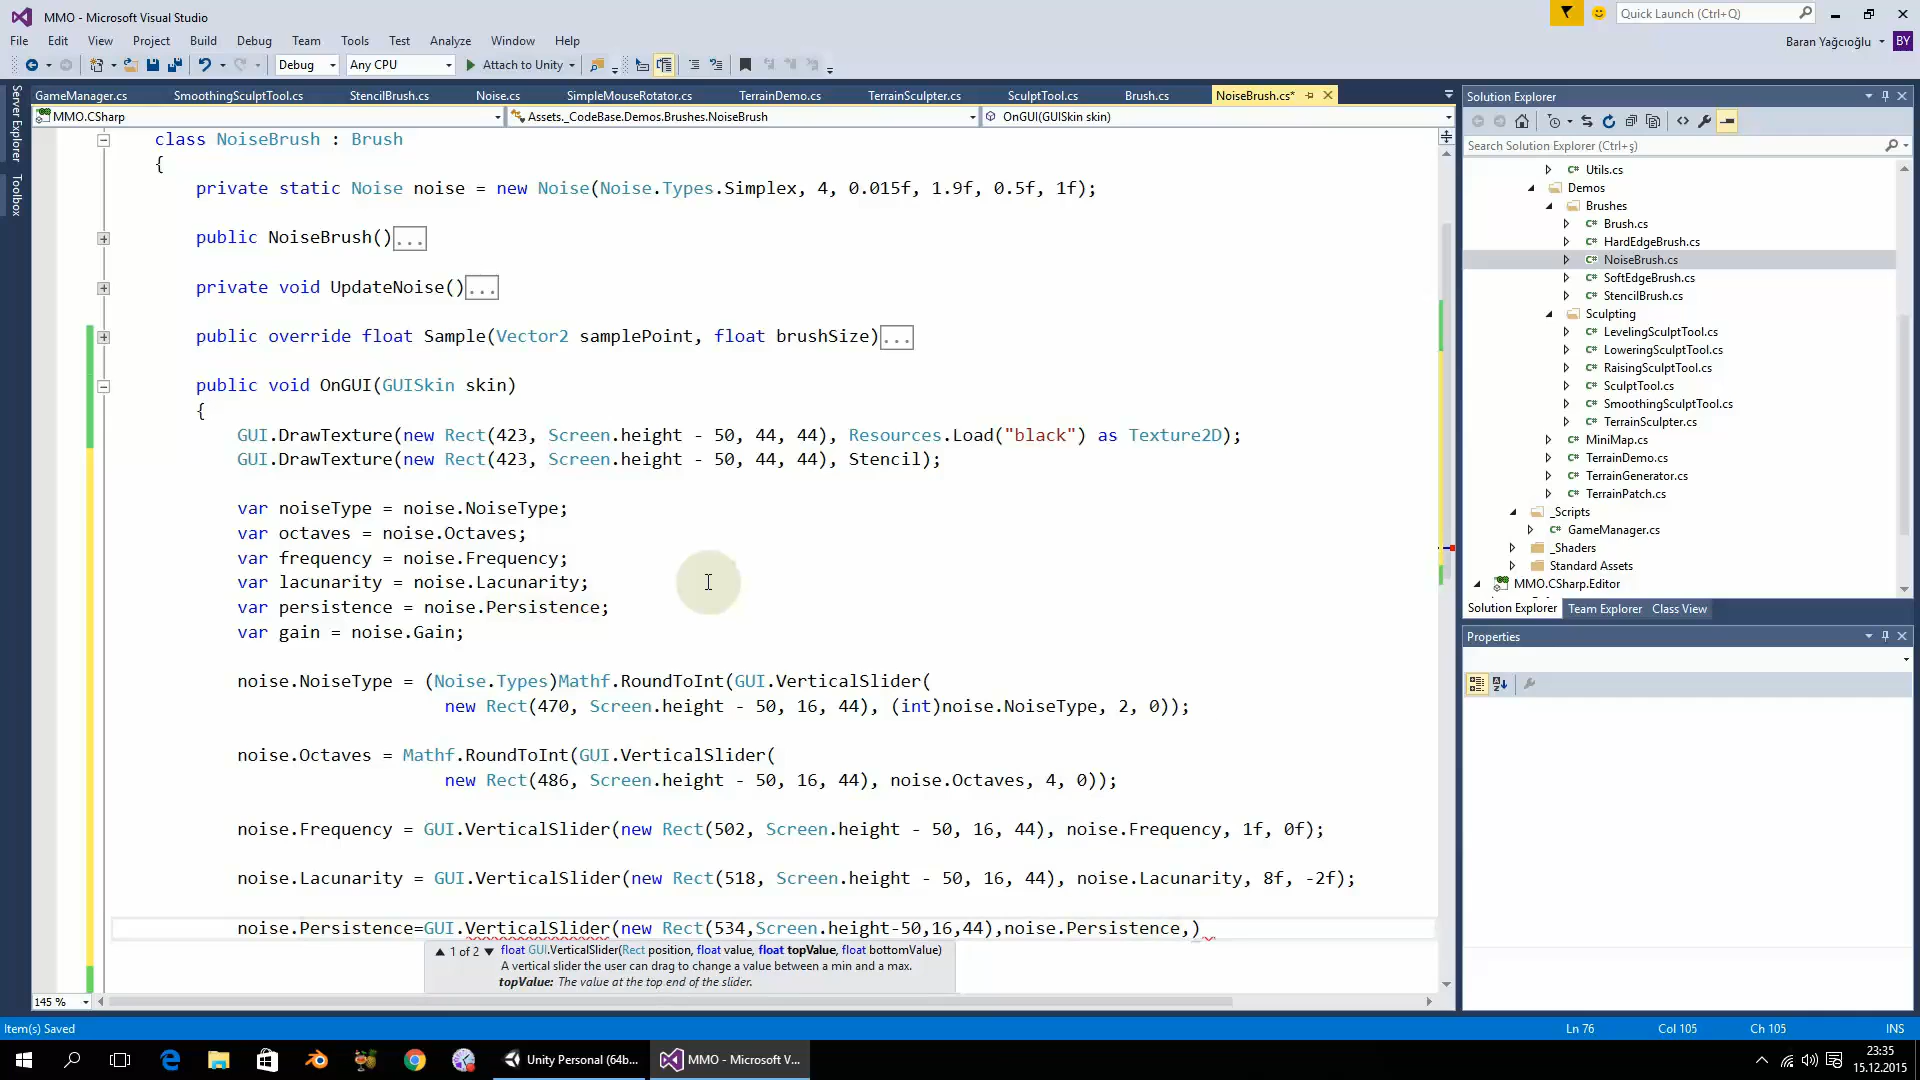 MMO - Microsoft Visual Studio
Quick Launch (Ctrl+Q)
File Edit View Project Build Debug Team Tools Test Analyze Window Help
Baran Yağcıoğlu BY
Debug Any CPU Attach to Unity
Server Explorer
Toolbox
GameManager.cs SmoothingSculptTool.cs StencilBrush.cs Noise.cs SimpleMouseRotator.cs TerrainDemo.cs TerrainSculpter.cs SculptTool.cs Brush.cs NoiseBrush.cs*
MMO.CSharp Assets._CodeBase.Demos.Brushes.NoiseBrush OnGUI(GUISkin skin)
class NoiseBrush : Brush
{
private static Noise noise = new Noise(Noise.Types.Simplex, 4, 0.015f, 1.9f, 0.5f, 1f);
public NoiseBrush()...
private void UpdateNoise()...
public override float Sample(Vector2 samplePoint, float brushSize)...
public void OnGUI(GUISkin skin)
{
GUI.DrawTexture(new Rect(423, Screen.height - 50, 44, 44), Resources.Load("black") as Texture2D);
GUI.DrawTexture(new Rect(423, Screen.height - 50, 44, 44), Stencil);
var noiseType = noise.NoiseType;
var octaves = noise.Octaves;
var frequency = noise.Frequency;
var lacunarity = noise.Lacunarity;
var persistence = noise.Persistence;
var gain = noise.Gain;
noise.NoiseType = (Noise.Types)Mathf.RoundToInt(GUI.VerticalSlider(
new Rect(470, Screen.height - 50, 16, 44), (int)noise.NoiseType, 2, 0));
noise.Octaves = Mathf.RoundToInt(GUI.VerticalSlider(
new Rect(486, Screen.height - 50, 16, 44), noise.Octaves, 4, 0));
noise.Frequency = GUI.VerticalSlider(new Rect(502, Screen.height - 50, 16, 44), noise.Frequency, 1f, 0f);
noise.Lacunarity = GUI.VerticalSlider(new Rect(518, Screen.height - 50, 16, 44), noise.Lacunarity, 8f, -2f);
noise.Persistence=GUI.VerticalSlider(new Rect(534,Screen.height-50,16,44),noise.Persistence,)
1 of 2 float GUI.VerticalSlider(Rect position, float value, float topValue, float bottomValue)
A vertical slider the user can drag to change a value between a min and a max.
topValue: The value at the top end of the slider.
145 %
Solution Explorer
Search Solution Explorer (Ctrl+ş)
Utils.cs
Demos
Brushes
Brush.cs
HardEdgeBrush.cs
NoiseBrush.cs
SoftEdgeBrush.cs
StencilBrush.cs
Sculpting
LevelingSculptTool.cs
LoweringSculptTool.cs
RaisingSculptTool.cs
SculptTool.cs
SmoothingSculptTool.cs
TerrainSculpter.cs
MiniMap.cs
TerrainDemo.cs
TerrainGenerator.cs
TerrainPatch.cs
_Scripts
GameManager.cs
_Shaders
Standard Assets
MMO.CSharp.Editor
Solution Explorer Team Explorer Class View
Properties
Item(s) Saved Ln 76 Col 105 Ch 105 INS
Unity Personal (64b... MMO - Microsoft V...
23:35
15.12.2015